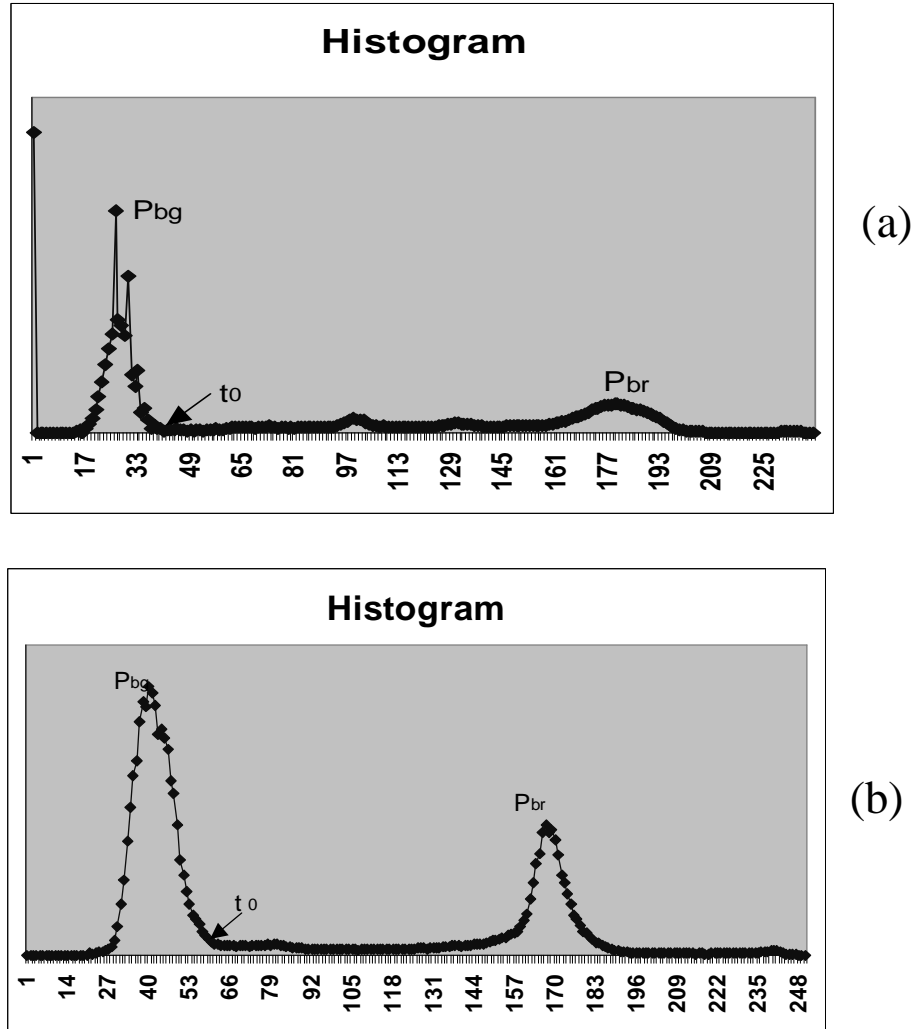 Histogram
Pbg
t0
Pbr
1 17 33 49 65 81 97 113 129 145 161 177 193 209 225
(a)
Histogram
Pbg
Pbr
t0
1 14 27 40 53 66 79 92 105 118 131 144 157 170 183 196 209 222 235 248
(b)